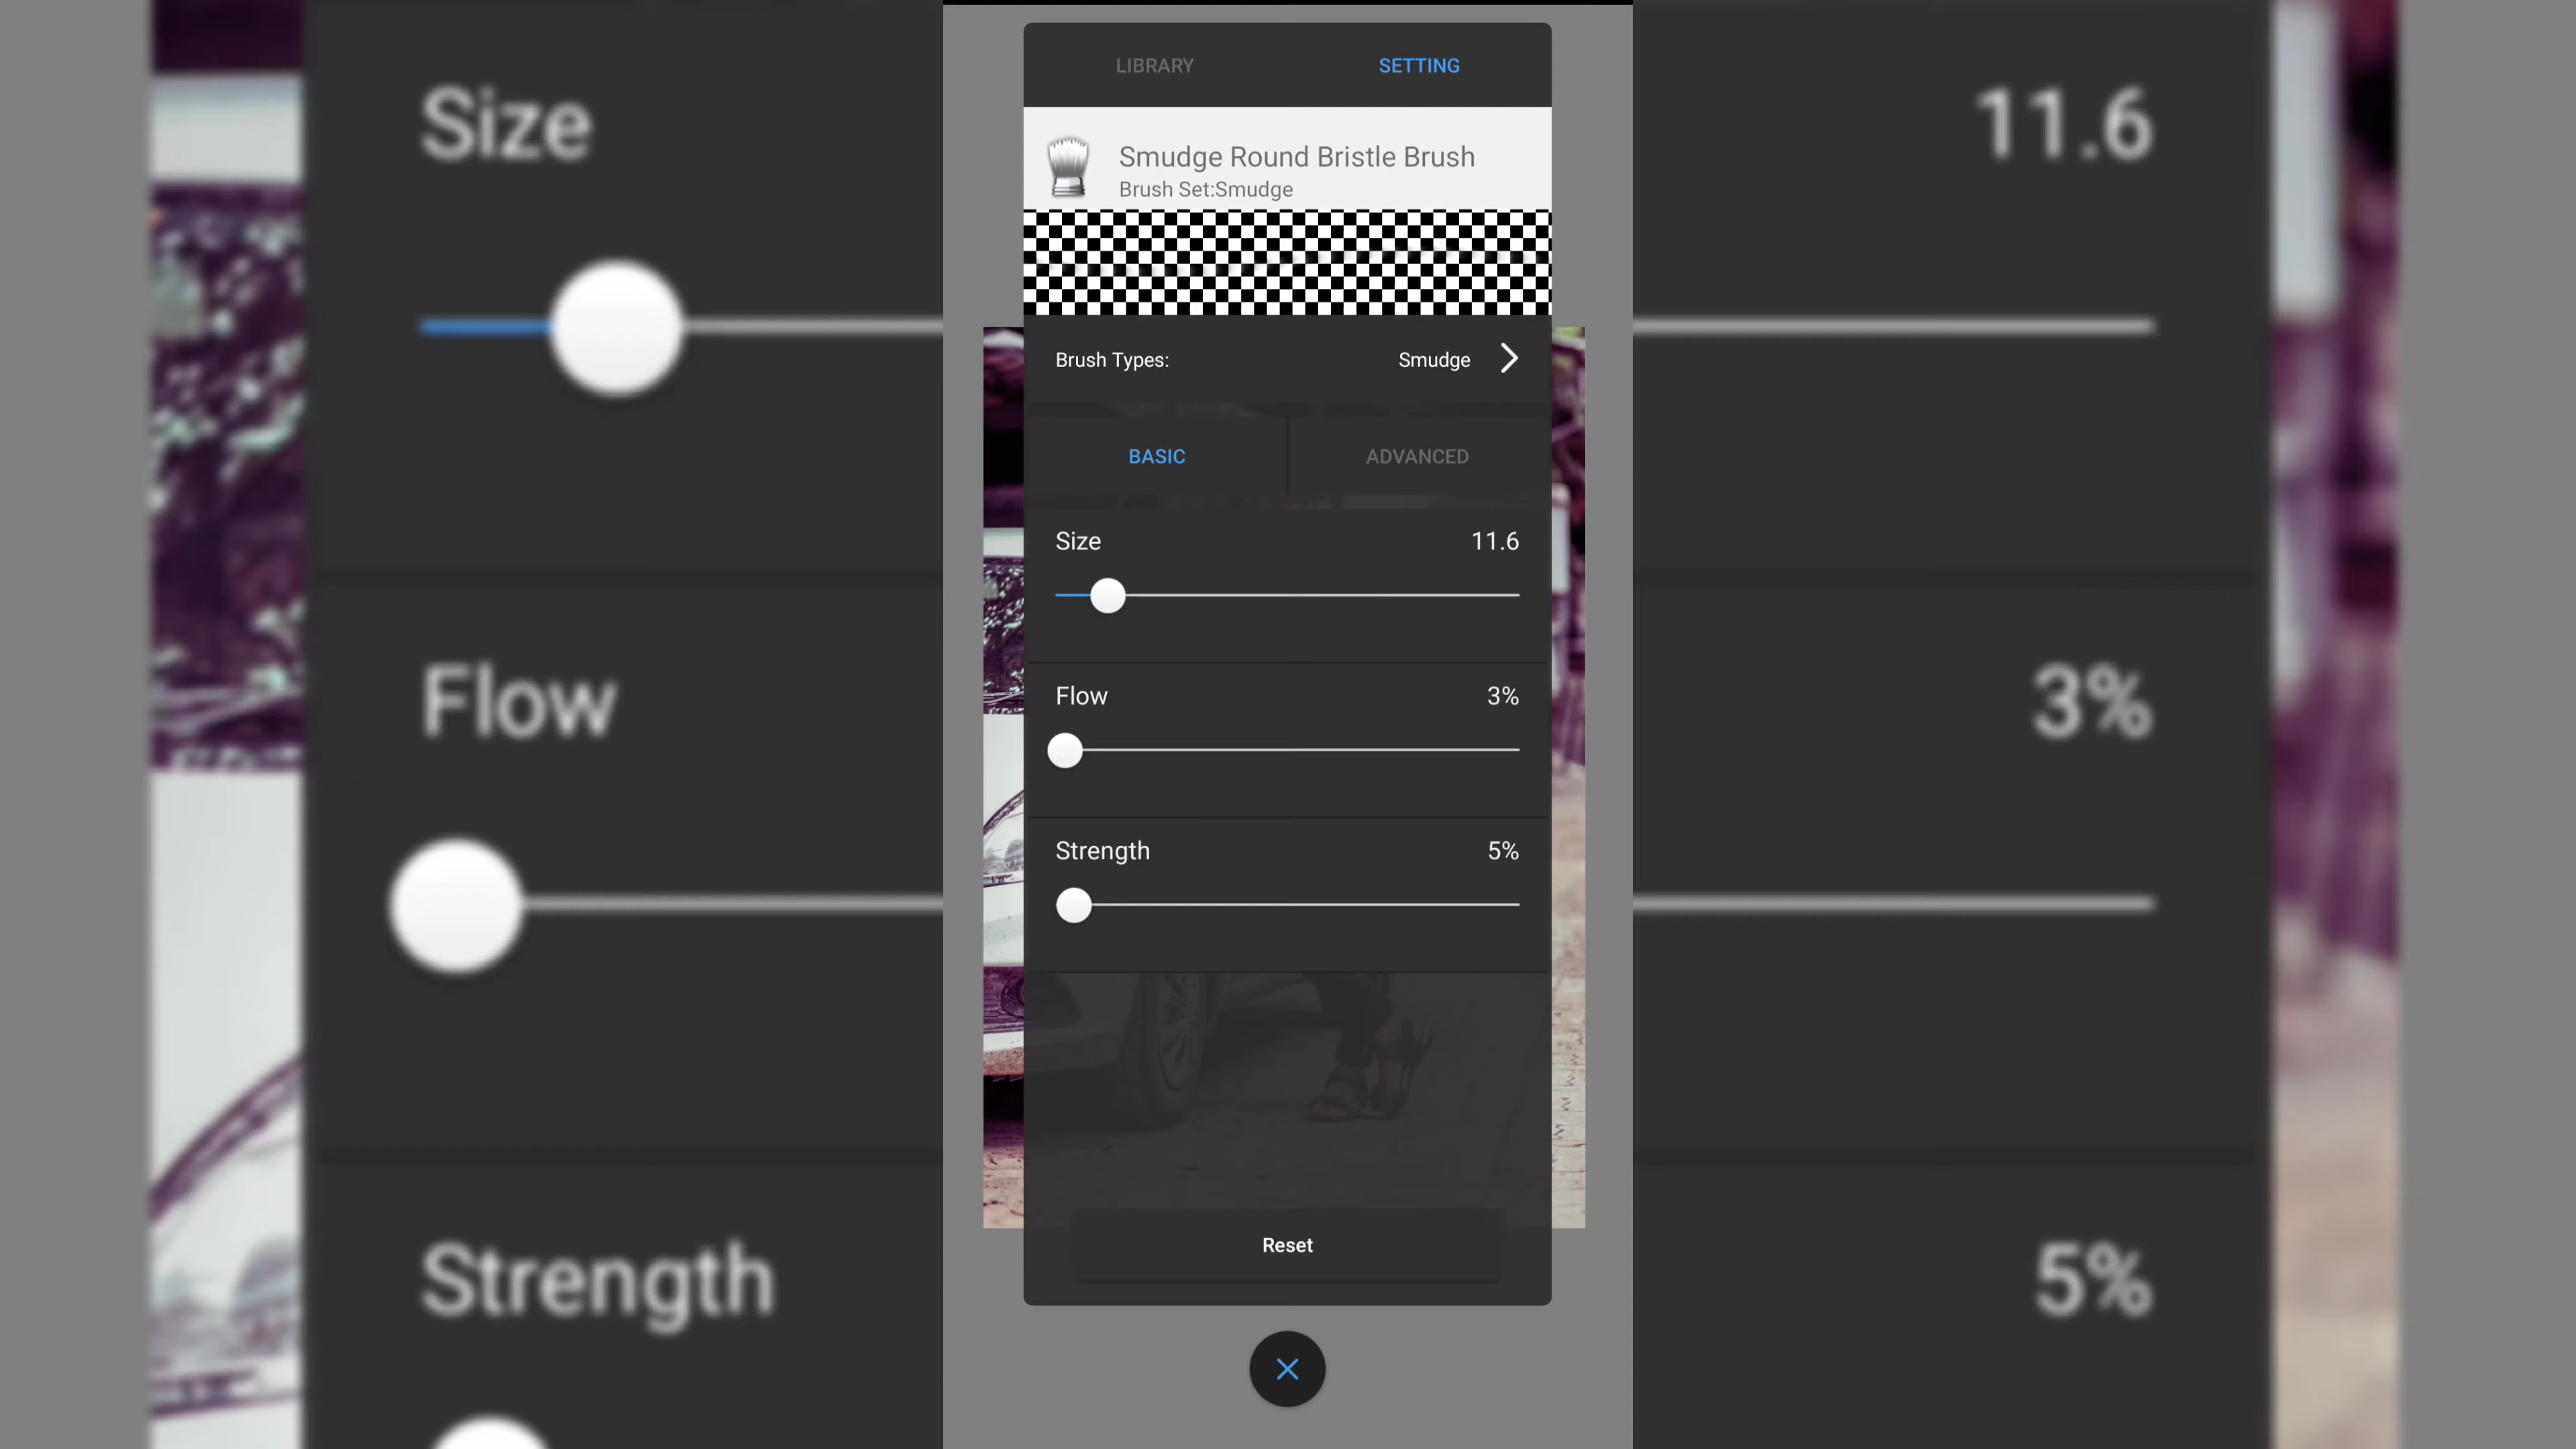 LIBRARY SETTING
Smudge Round Bristle Brush
Brush Set:Smudge
Brush Types: Smudge
BASIC ADVANCED
Size 11.6
Flow 3%
Strength 5%
Reset
Size 11.6
Flow 3%
Strength 5%